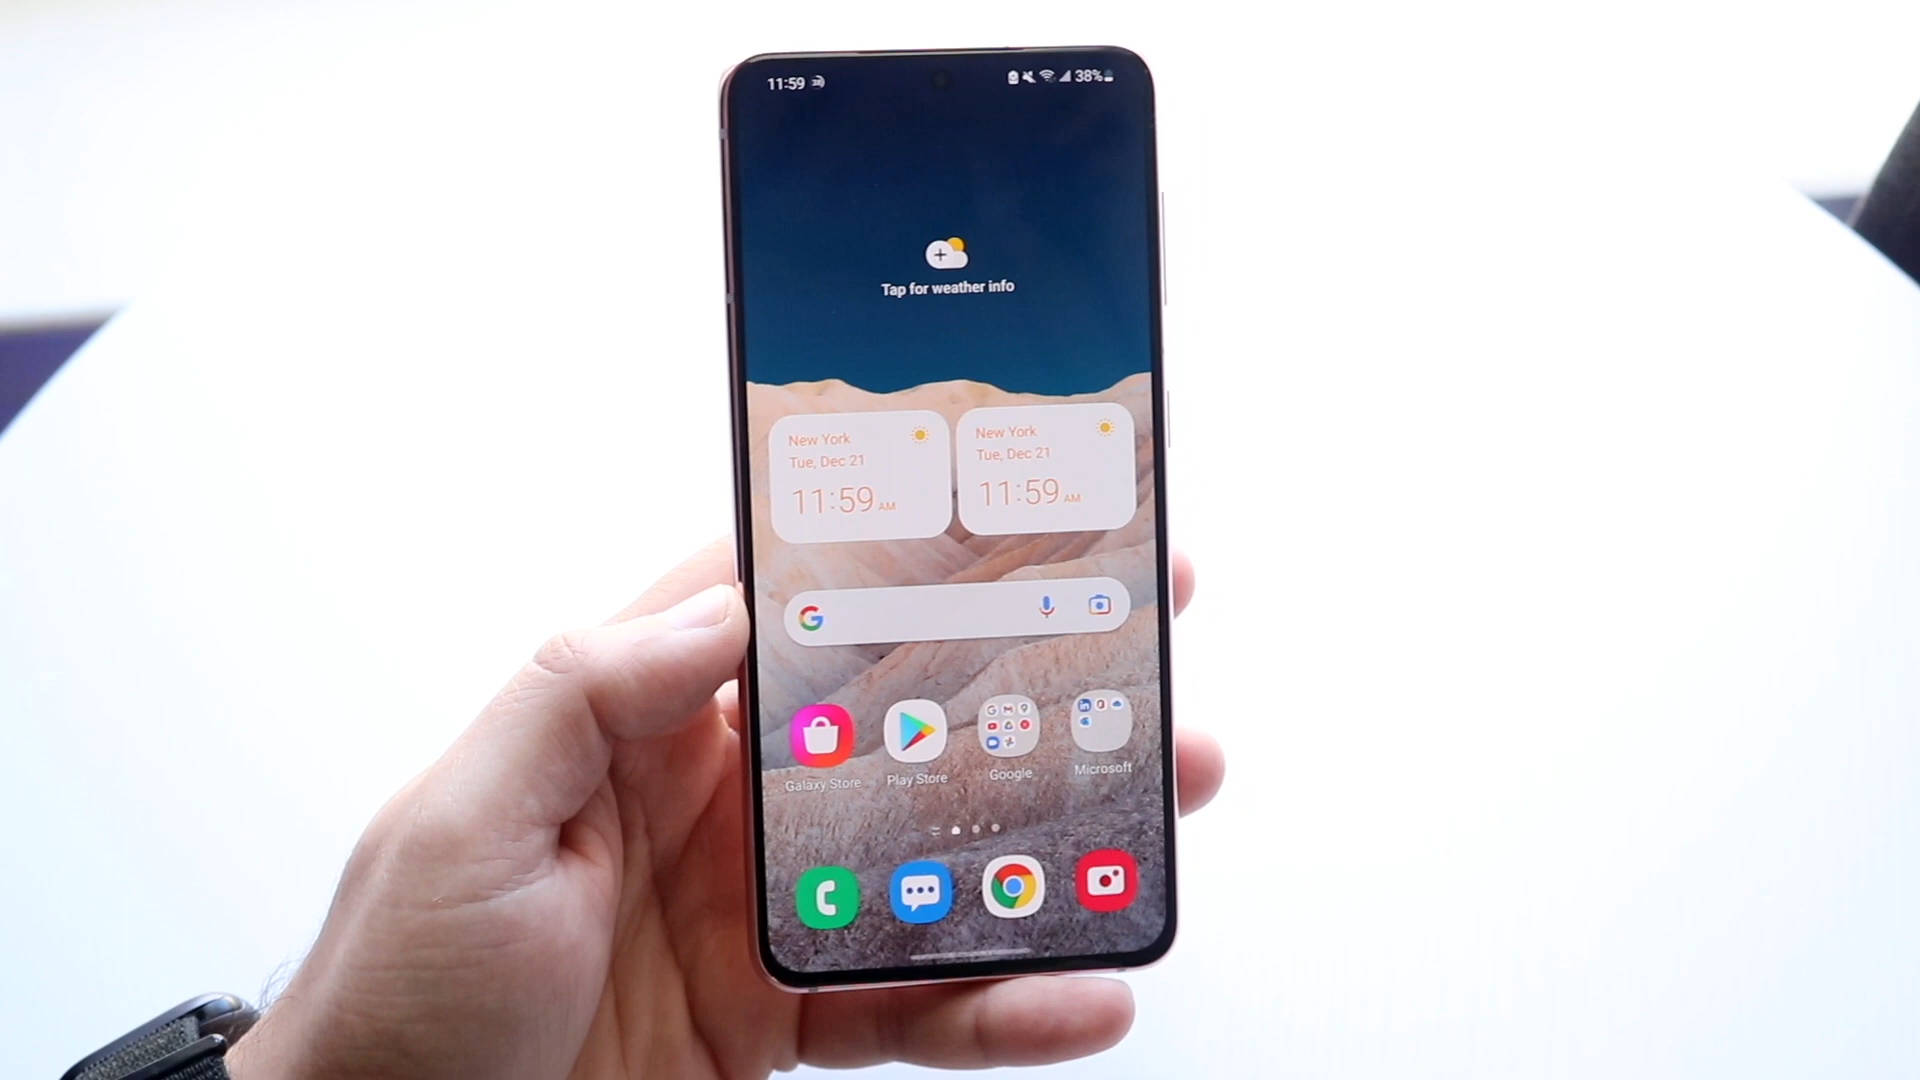 11:59
38%
Tap for weather info
New York
Tue, Dec 21
11:59 AM
New York
Tue, Dec 21
11:59 AM
Galaxy Store
Play Store
Google
Microsoft